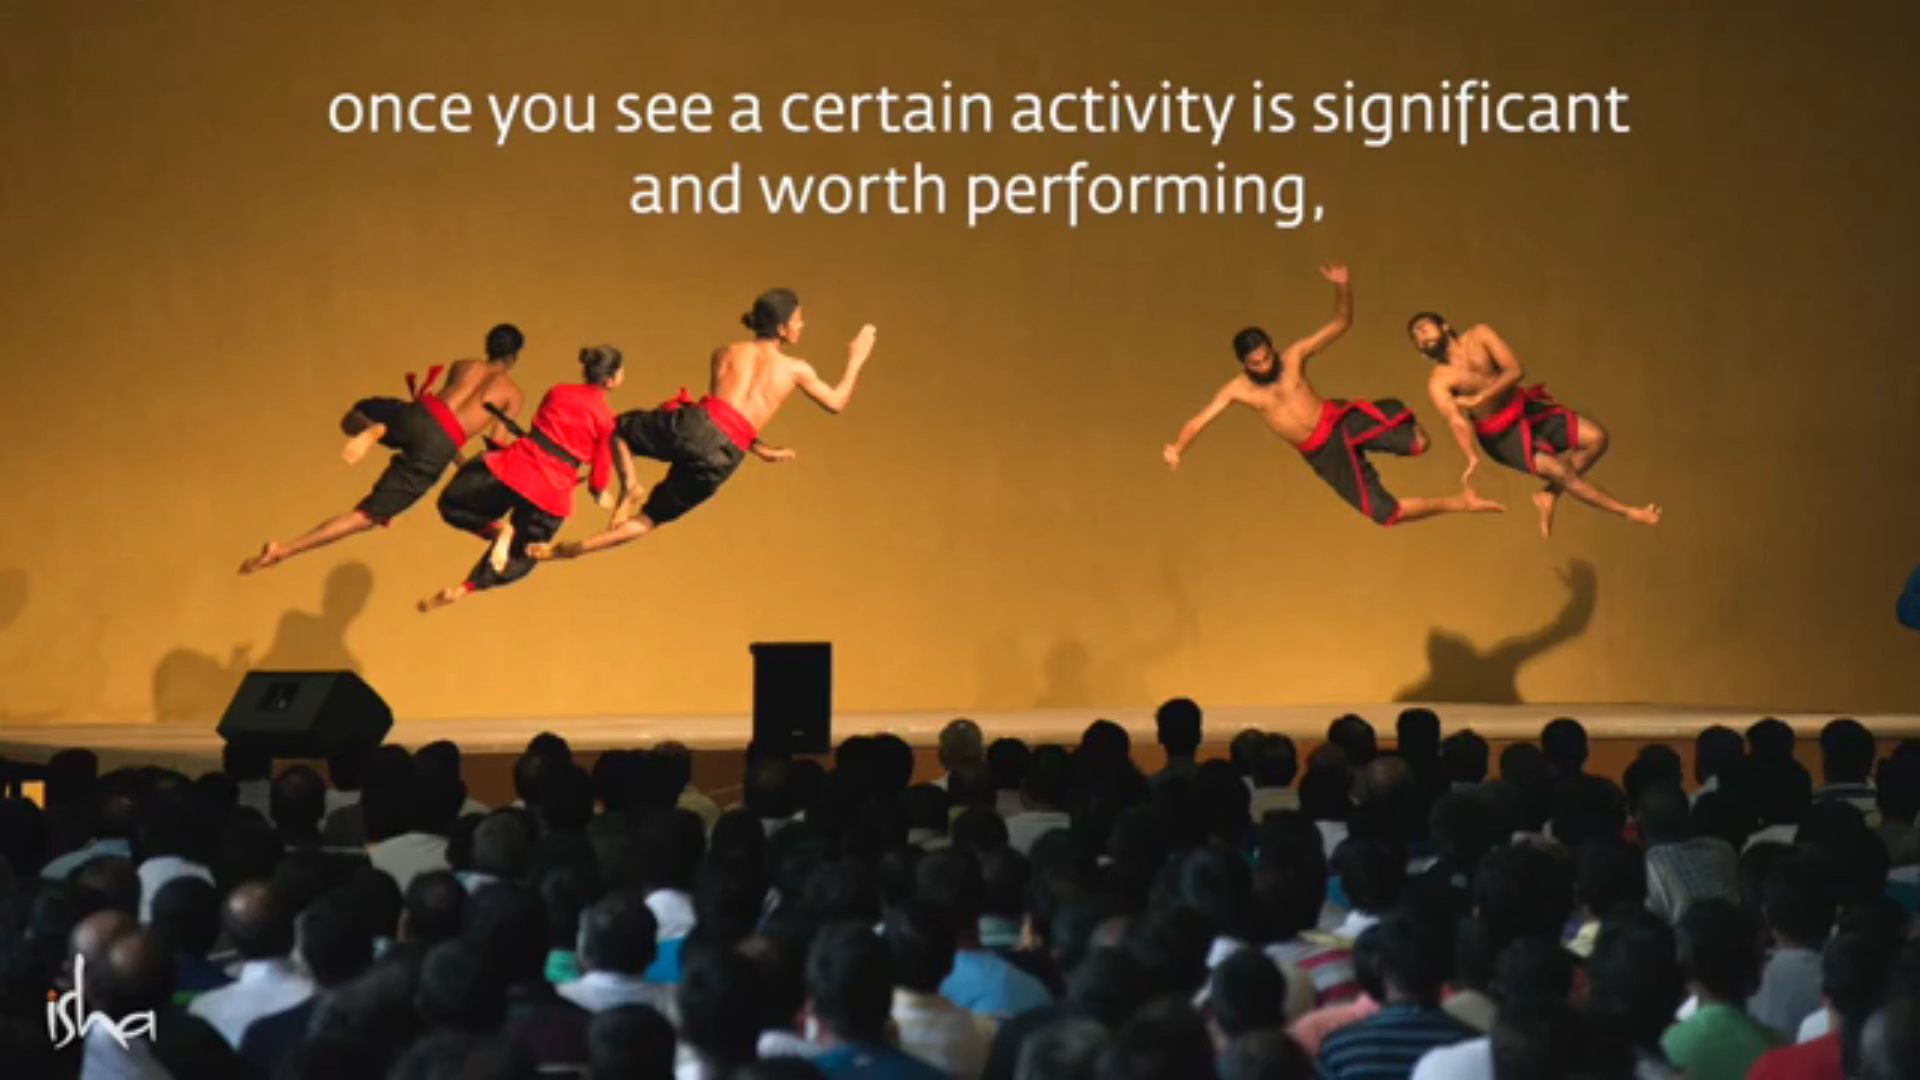 once you see a certain activity is significant
and worth performing,
isha